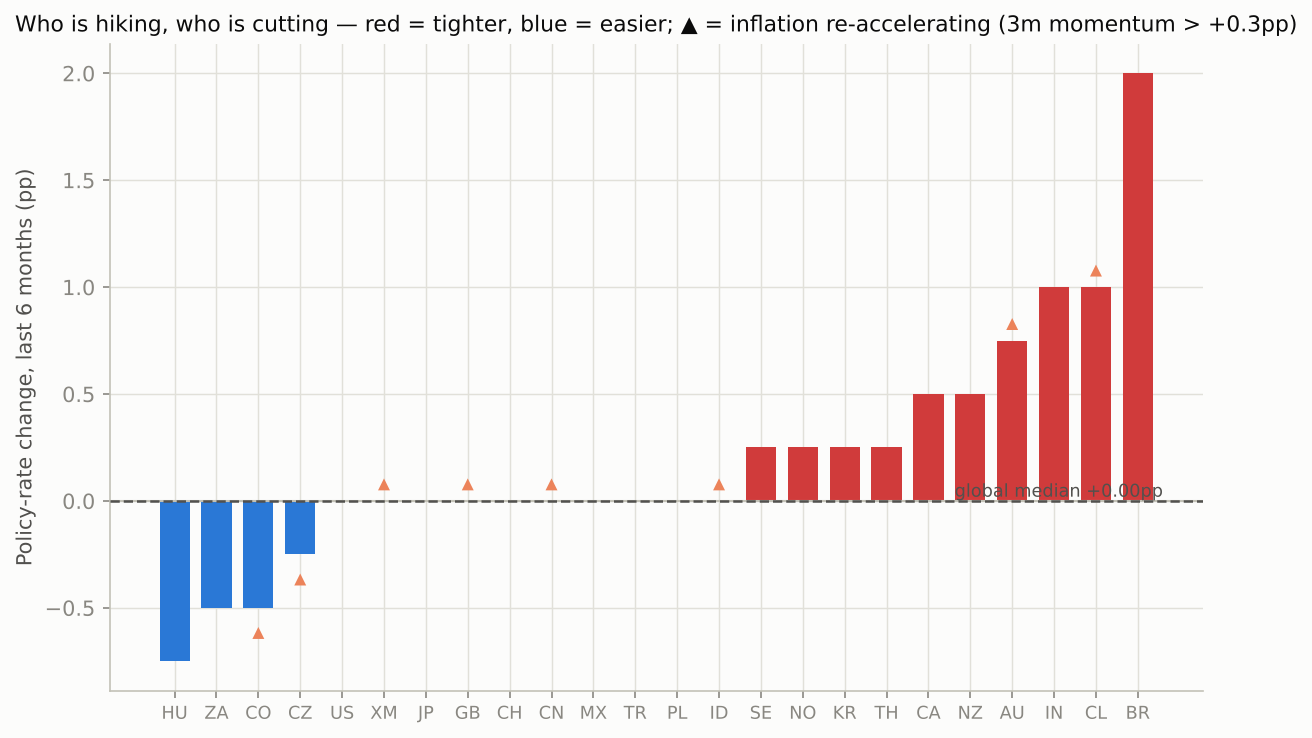 Who is hiking, who is cutting — red = tighter, blue = easier; ▲ = inflation re-accelerating (3m momentum > +0.3pp)
Policy-rate change, last 6 months (pp)
2.0
1.5
1.0
0.5
0.0
−0.5
global median +0.00pp
HU ZA CO CZ US XM JP GB CH CN MX TR PL ID SE NO KR TH CA NZ AU IN CL BR